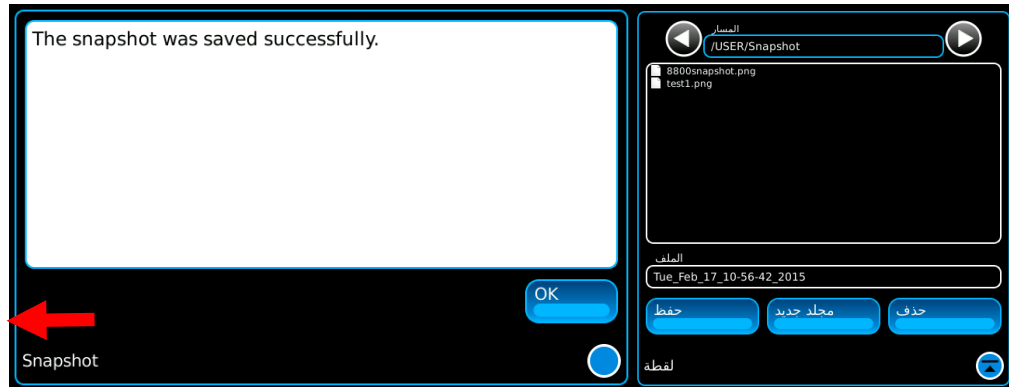 The snapshot was saved successfully.
OK
Snapshot
المسار
/USER/Snapshot
8800snapshot.png
test1.png
الملف
Tue_Feb_17_10-56-42_2015
حفظ
مجلد جديد
حذف
لقطة